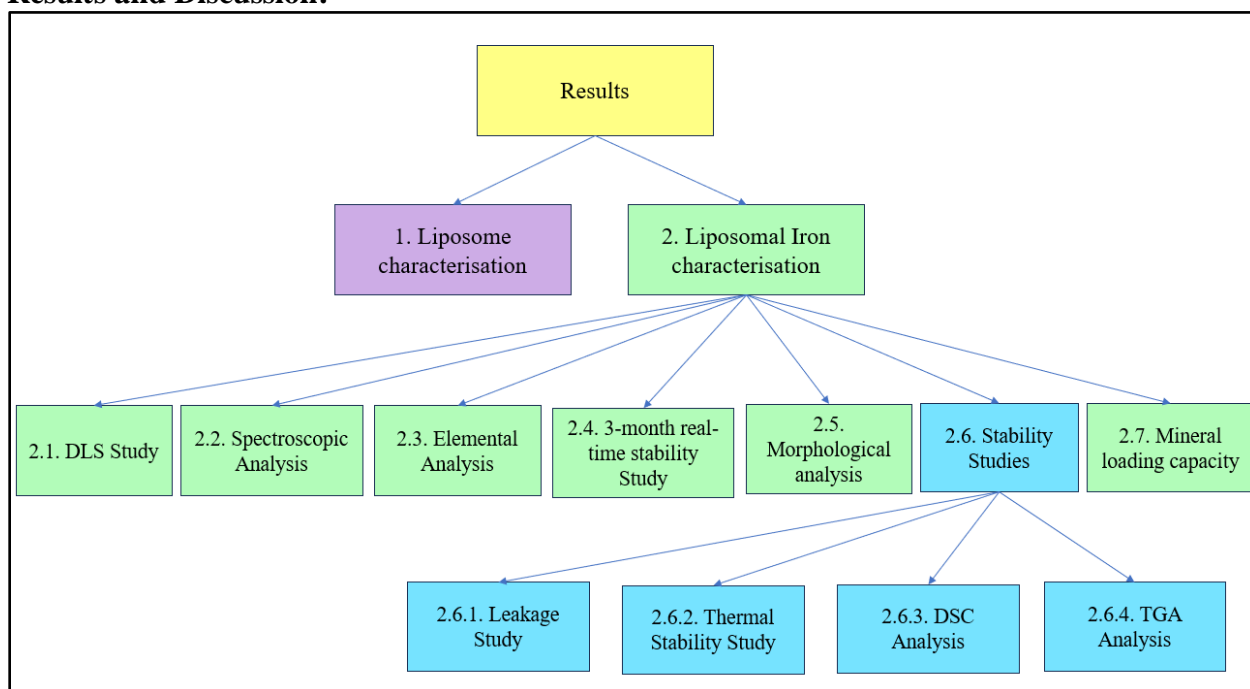 Results and Discussion:
Results
1. Liposome
characterisation
2. Liposomal Iron
characterisation
2.1. DLS Study
2.2. Spectroscopic
Analysis
2.3. Elemental
Analysis
2.4. 3-month real-
time stability
Study
2.5.
Morphological
analysis
2.6. Stability
Studies
2.7. Mineral
loading capacity
2.6.1. Leakage
Study
2.6.2. Thermal
Stability Study
2.6.3. DSC
Analysis
2.6.4. TGA
Analysis